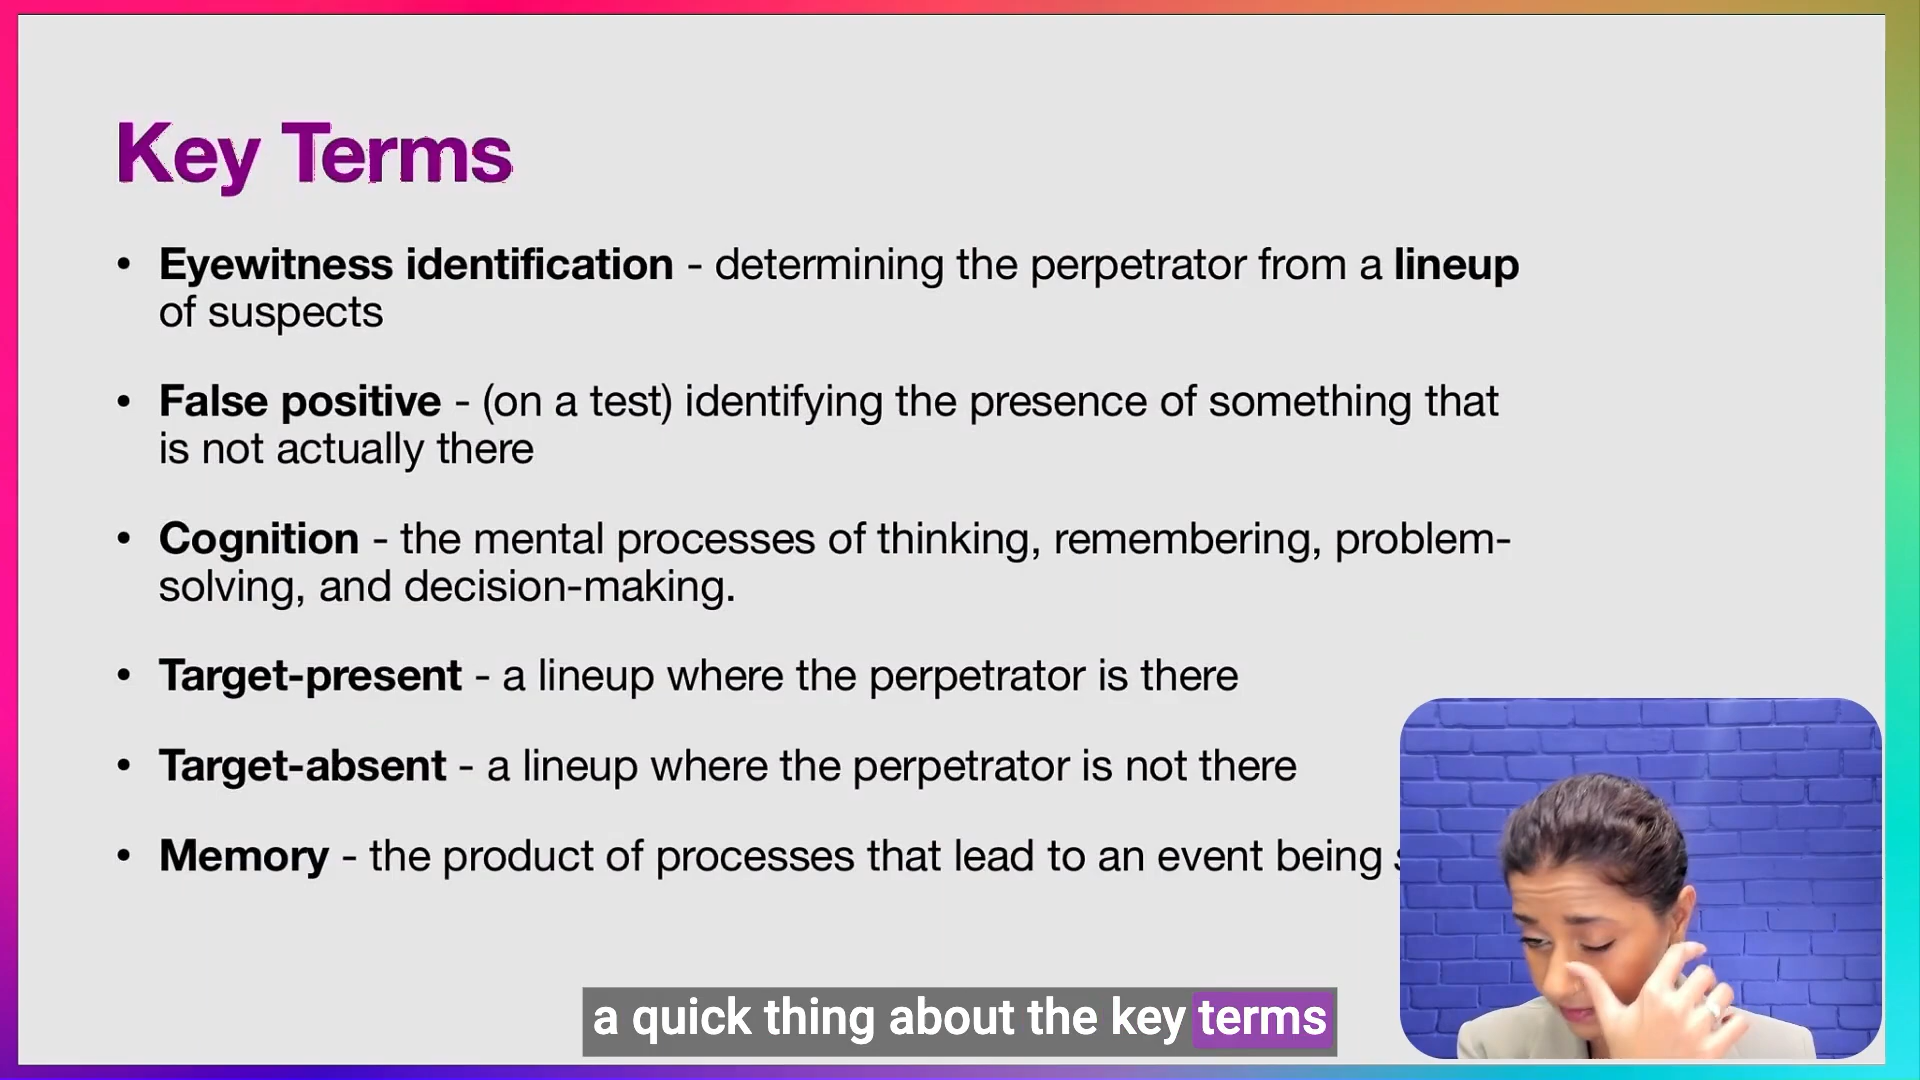 Key Terms
• Eyewitness identification - determining the perpetrator from a lineup
of suspects
• False positive - (on a test) identifying the presence of something that
is not actually there
• Cognition - the mental processes of thinking, remembering, problem-
solving, and decision-making.
• Target-present - a lineup where the perpetrator is there
• Target-absent - a lineup where the perpetrator is not there
• Memory - the product of processes that lead to an event being
a quick thing about the key terms